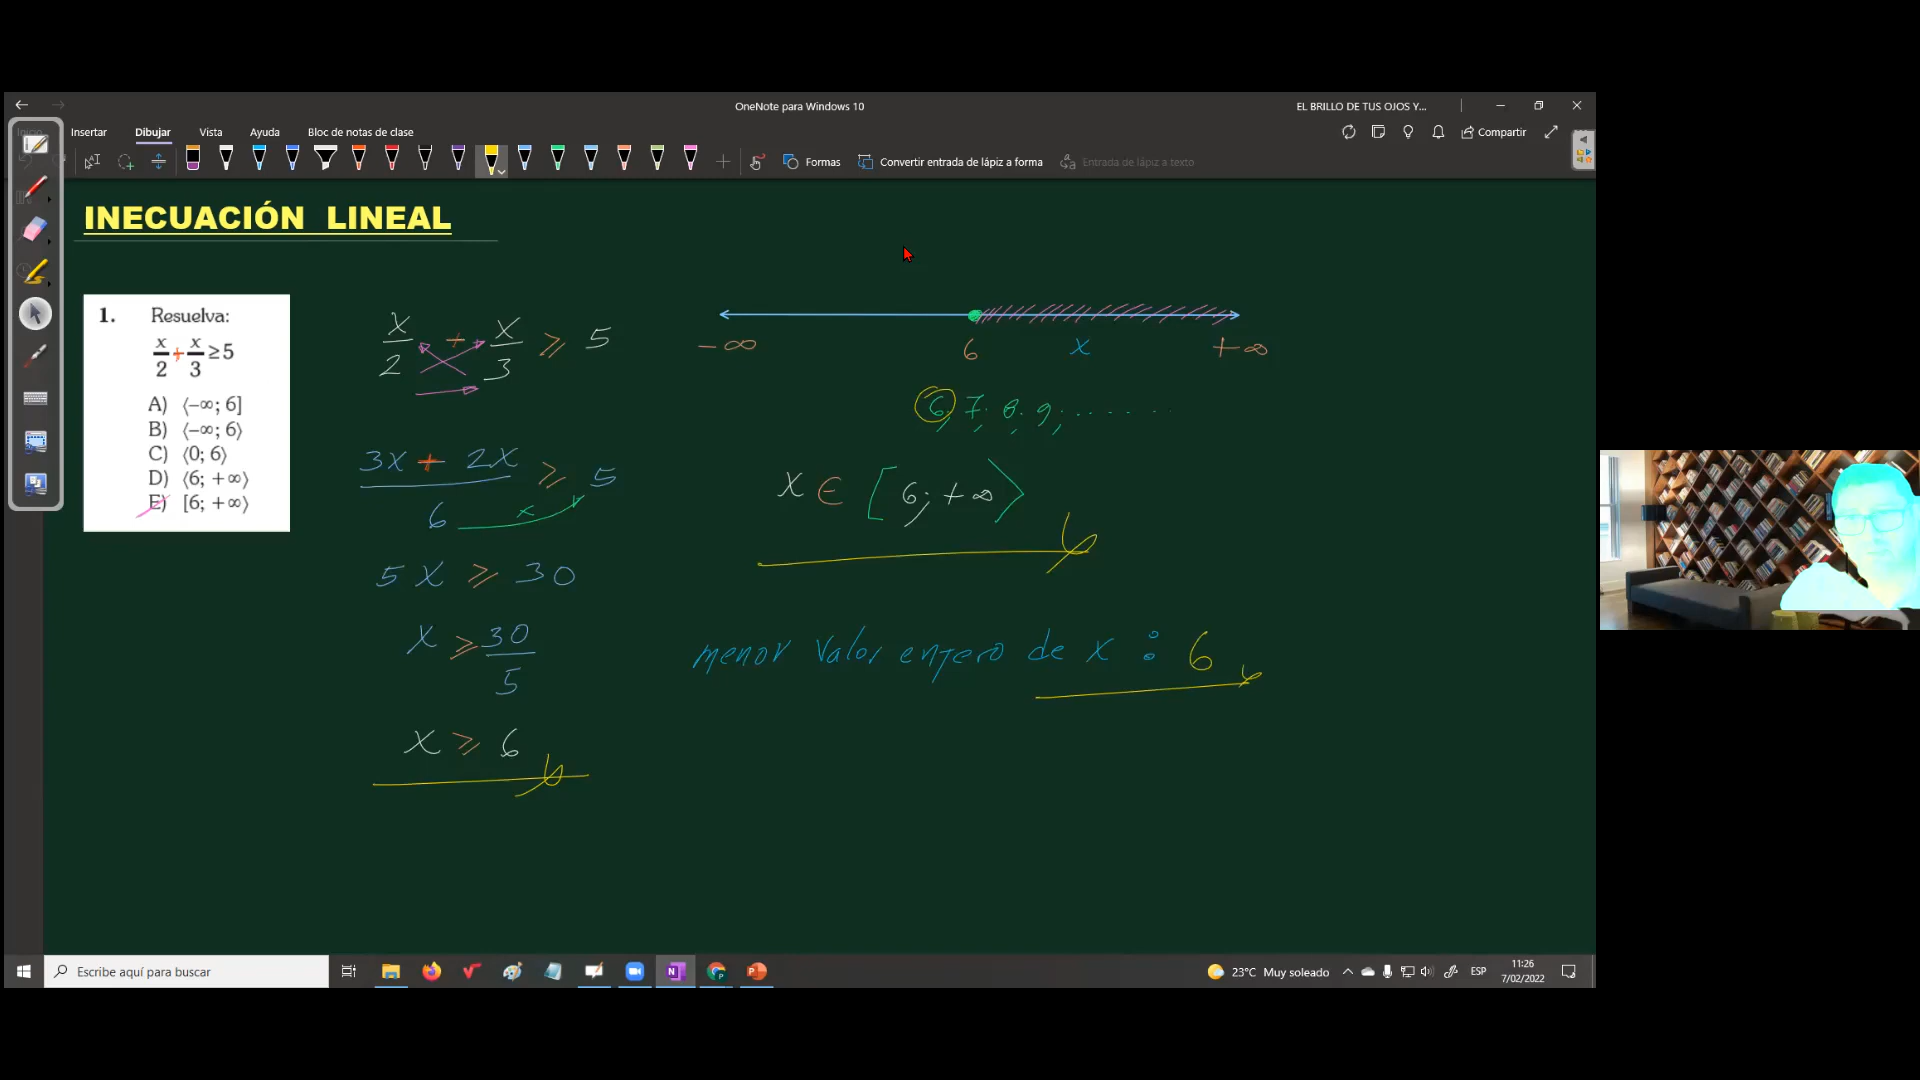 OneNote para Windows 10
EL BRILLO DE TUS OJOS Y...
Insertar Dibujar Vista Ayuda Bloc de notas de clase
Compartir
Formas Convertir entrada de lápiz a forma Entrada de lápiz a texto
INECUACIÓN LINEAL
1. Resuelva:
x/2 + x/3 ≥ 5
A) ⟨−∞; 6]
B) ⟨−∞; 6⟩
C) ⟨0; 6⟩
D) ⟨6; +∞⟩
E) [6; +∞⟩
x/2 + x/3 ≥ 5
3x + 2x / 6 ≥ 5
x
5x ≥ 30
x ≥ 30/5
x ≥ 6
−∞ 6 x +∞
6; 7; 8; 9; ......
x ∈ [6; +∞⟩
menor valor entero de x : 6
Escribe aquí para buscar
23°C Muy soleado
ESP
11:26
7/02/2022